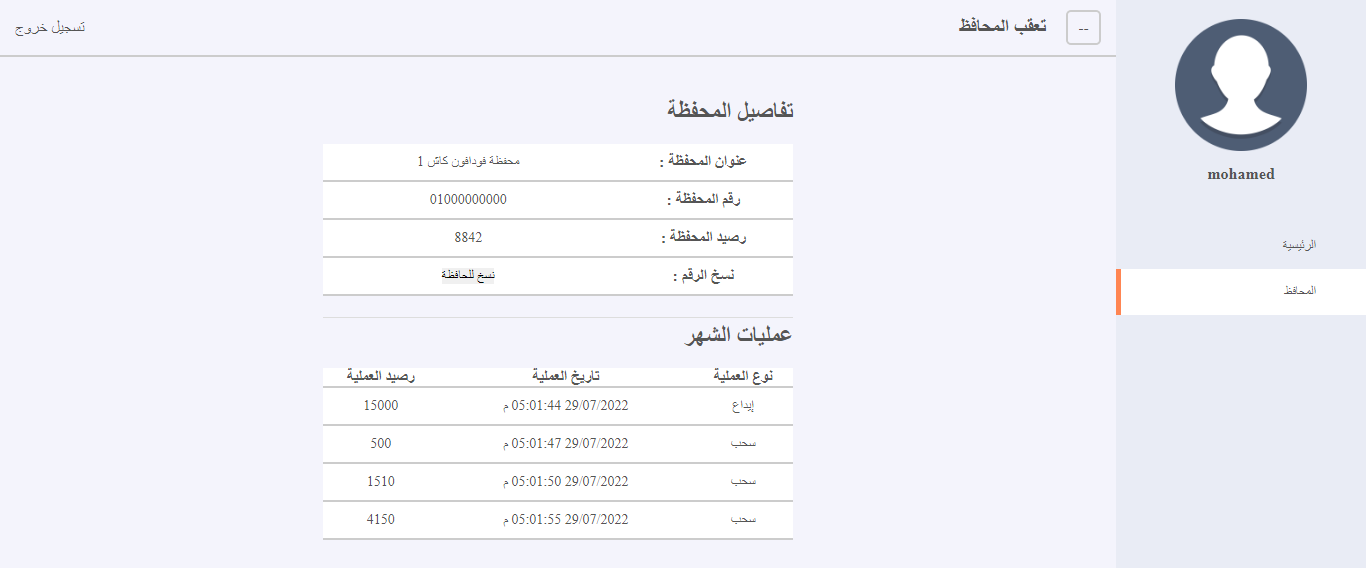 --
تعقب المحافظ
تسجيل خروج
mohamed
الرئيسية
المحافظ
تفاصيل المحفظة
عنوان المحفظة : محفظة فودافون كاش 1
رقم المحفظة : 01000000000
رصيد المحفظة : 8842
نسخ الرقم : نسخ للحافظة
عمليات الشهر
نوع العملية تاريخ العملية رصيد العملية
إيداع 29/07/2022 05:01:44 م 15000
سحب 29/07/2022 05:01:47 م 500
سحب 29/07/2022 05:01:50 م 1510
سحب 29/07/2022 05:01:55 م 4150